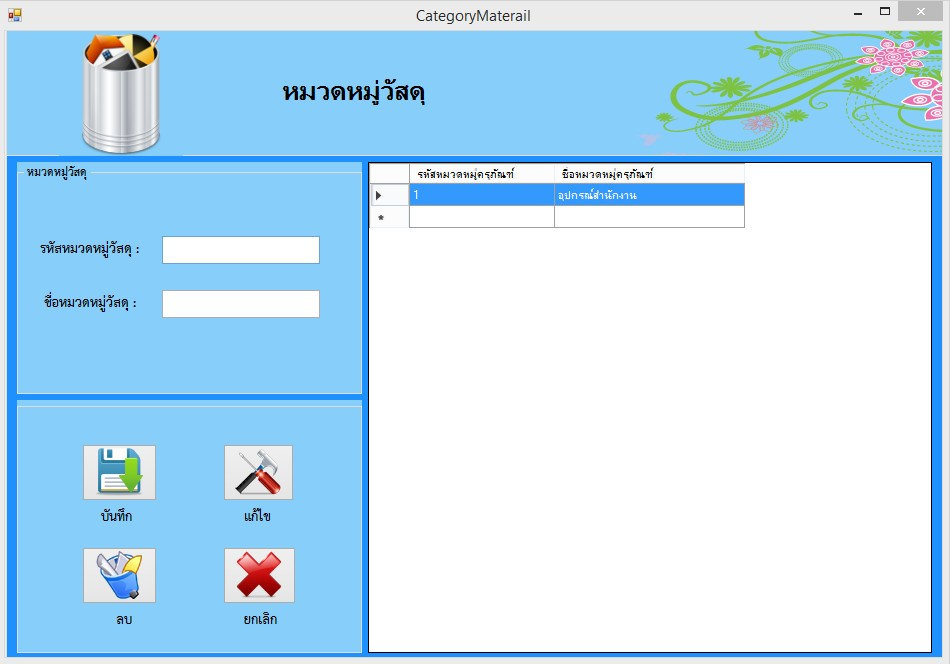 CategoryMaterail
หมวดหมู่วัสดุ
หมวดหมู่วัสดุ
รหัสหมวดหมู่วัสดุ :
ชื่อหมวดหมู่วัสดุ :
รหัสหมวดหมู่ครุภัณฑ์ ชื่อหมวดหมู่ครุภัณฑ์
1 อุปกรณ์สำนักงาน
บันทึก แก้ไข
ลบ ยกเลิก